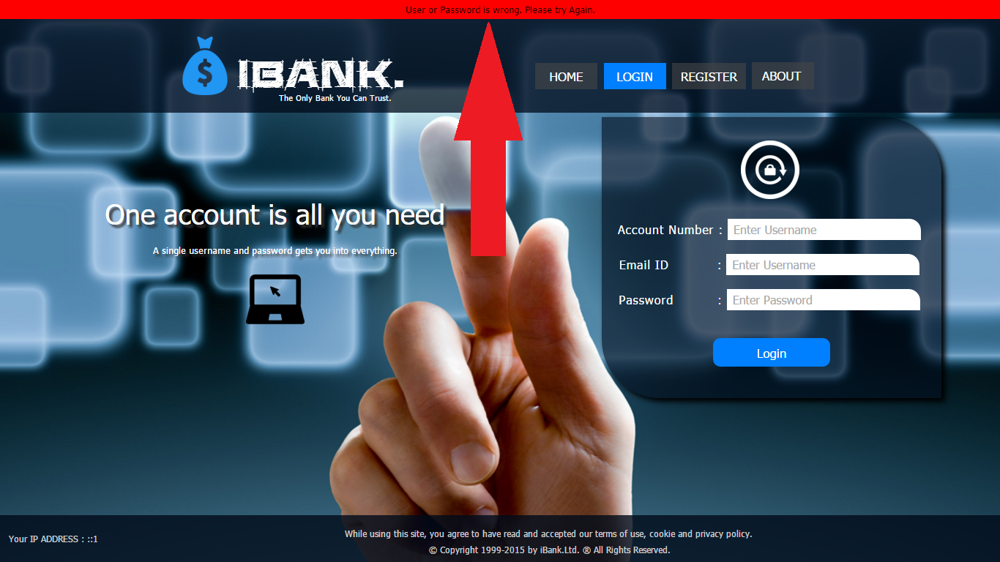 User or Password is wrong. Please try Again.
$ IBANK.
The Only Bank You Can Trust.
HOME LOGIN REGISTER ABOUT
One account is all you need
A single username and password gets you into everything.
Account Number : Enter Username
Email ID : Enter Username
Password : Enter Password
Login
Your IP ADDRESS : ::1
While using this site, you agree to have read and accepted our terms of use, cookie and privacy policy.
© Copyright 1999-2015 by iBank.Ltd. ® All Rights Reserved.